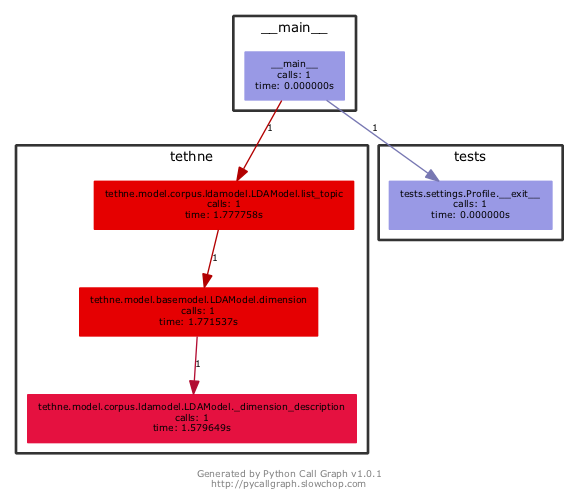 __main__
__main__
calls: 1
time: 0.000000s
1
1
tethne
tests
tethne.model.corpus.ldamodel.LDAModel.list_topic
calls: 1
time: 1.777758s
tests.settings.Profile.__exit__
calls: 1
time: 0.000000s
1
tethne.model.basemodel.LDAModel.dimension
calls: 1
time: 1.771537s
1
tethne.model.corpus.ldamodel.LDAModel._dimension_description
calls: 1
time: 1.579649s
Generated by Python Call Graph v1.0.1
http://pycallgraph.slowchop.com